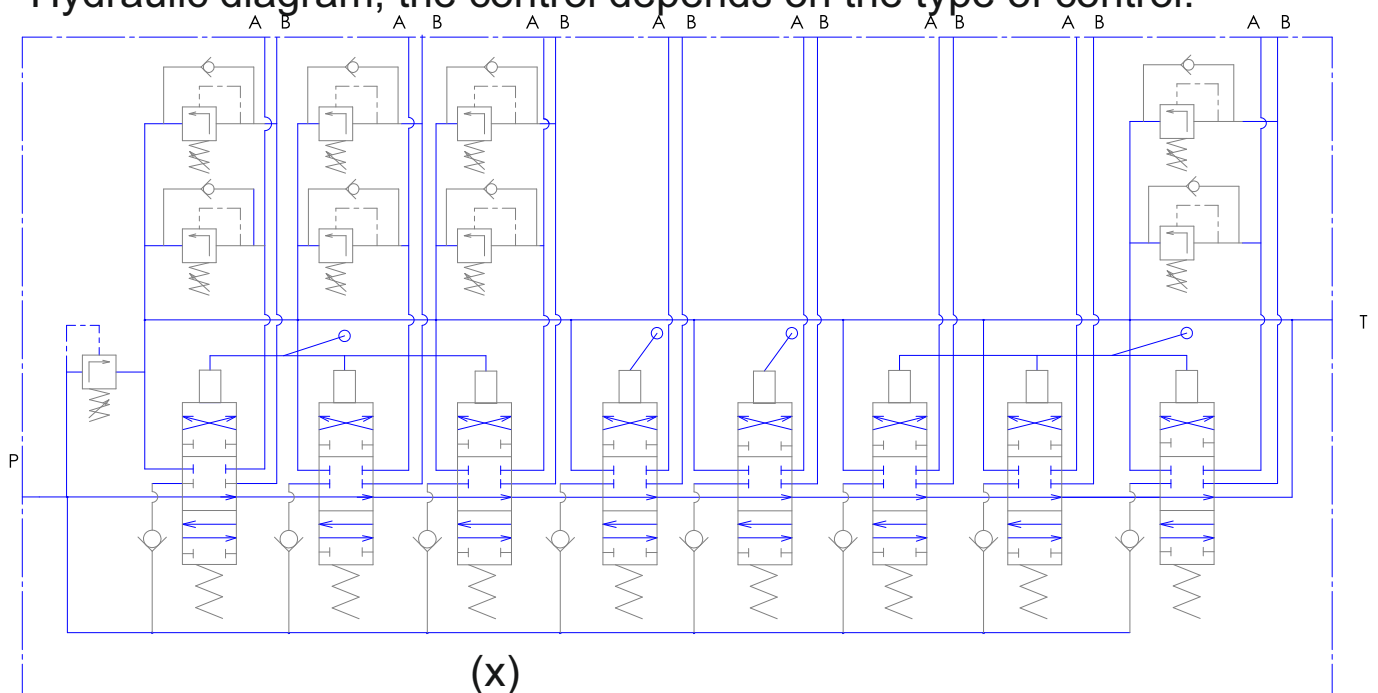 Hydraulic diagram, the control depends on the type of control.
A B A B A B A B A B A B A B A B
T
P
(x)